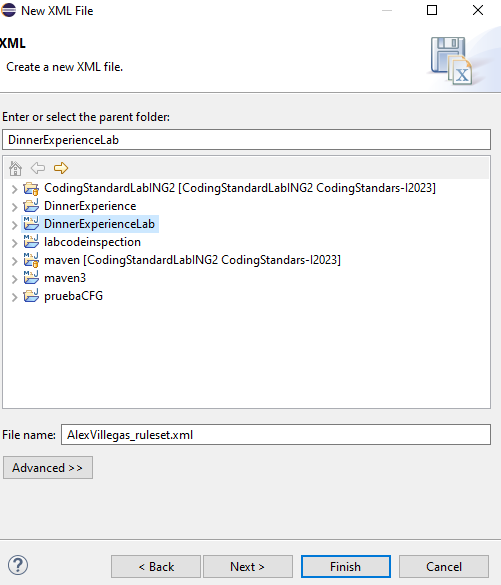 New XML File
XML
Create a new XML file.
Enter or select the parent folder:
DinnerExperienceLab
CodingStandardLabING2 [CodingStandardLabING2 CodingStandars-I2023]
DinnerExperience
DinnerExperienceLab
labcodeinspection
maven [CodingStandardLabING2 CodingStandars-I2023]
maven3
pruebaCFG
File name: AlexVillegas_ruleset.xml
Advanced >>
? < Back Next > Finish Cancel